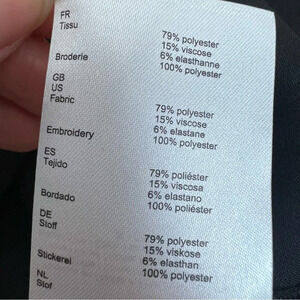 FR
Tissu
79% polyester
15% viscose
6% elasthanne
Broderie
100% polyester
GB
US
Fabric
79% polyester
15% viscose
6% elastane
Embroidery
100% polyester
ES
Tejido
79% poliéster
15% viscosa
6% elastano
Bordado
100% poliéster
DE
Stoff
79% polyester
15% viskose
6% elasthan
Stickerei
100% polyester
NL
Stof